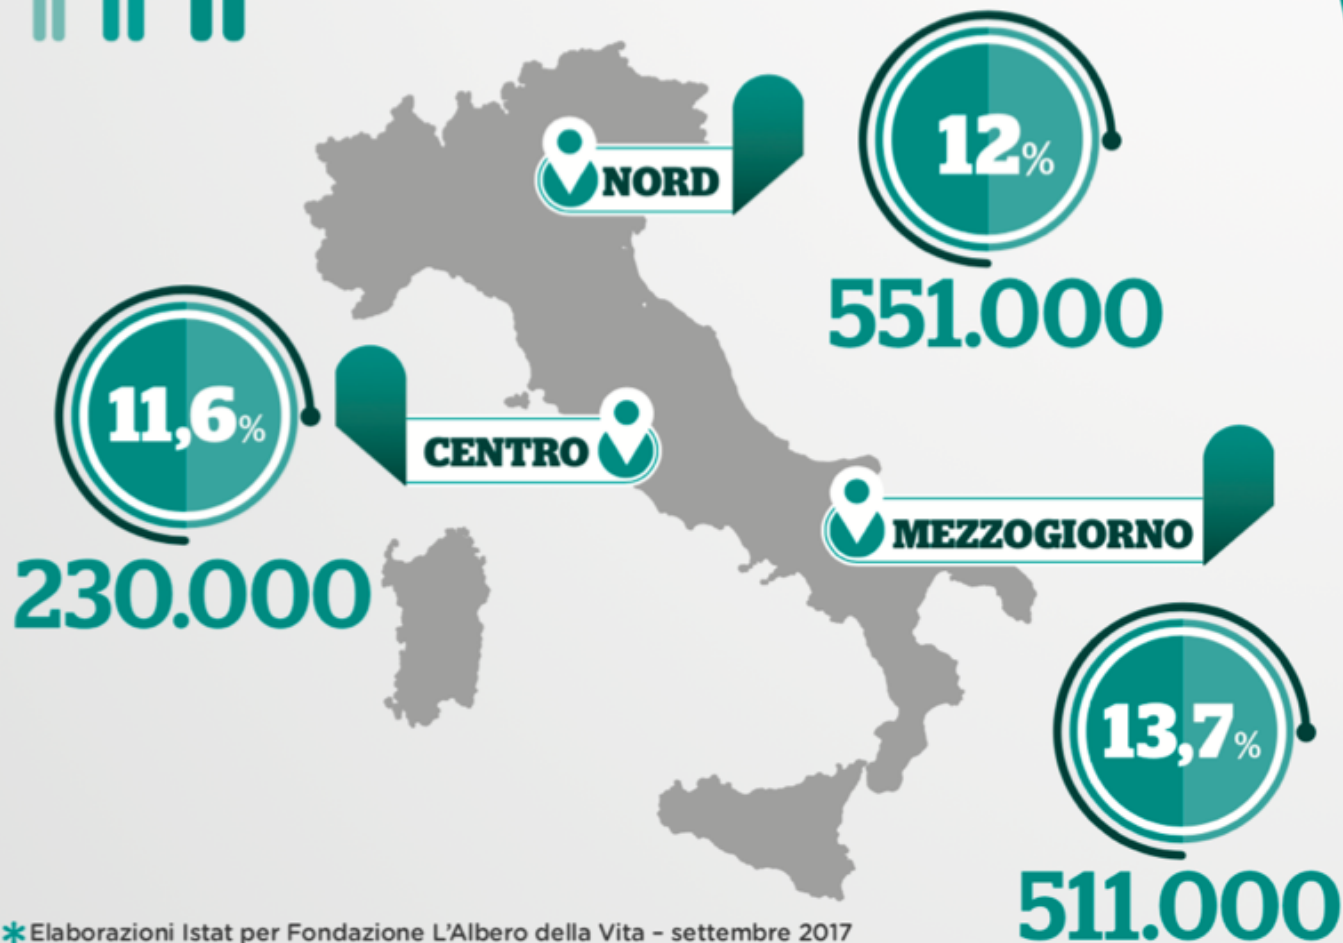 NORD
12%
551.000
11,6%
230.000
CENTRO
MEZZOGIORNO
13,7%
511.000
*Elaborazioni Istat per Fondazione L'Albero della Vita – settembre 2017